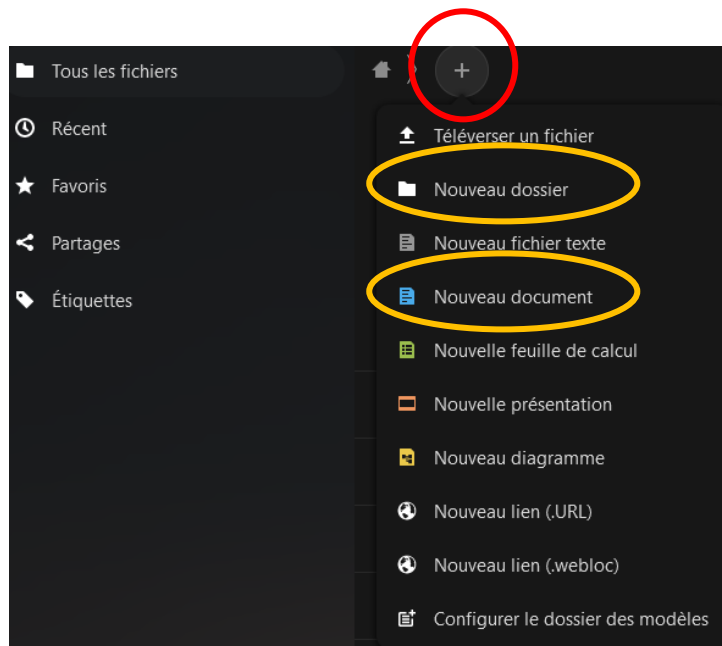 Tous les fichiers
Récent
Favoris
Partages
Étiquettes
+
Téléverser un fichier
Nouveau dossier
Nouveau fichier texte
Nouveau document
Nouvelle feuille de calcul
Nouvelle présentation
Nouveau diagramme
Nouveau lien (.URL)
Nouveau lien (.webloc)
Configurer le dossier des modèles